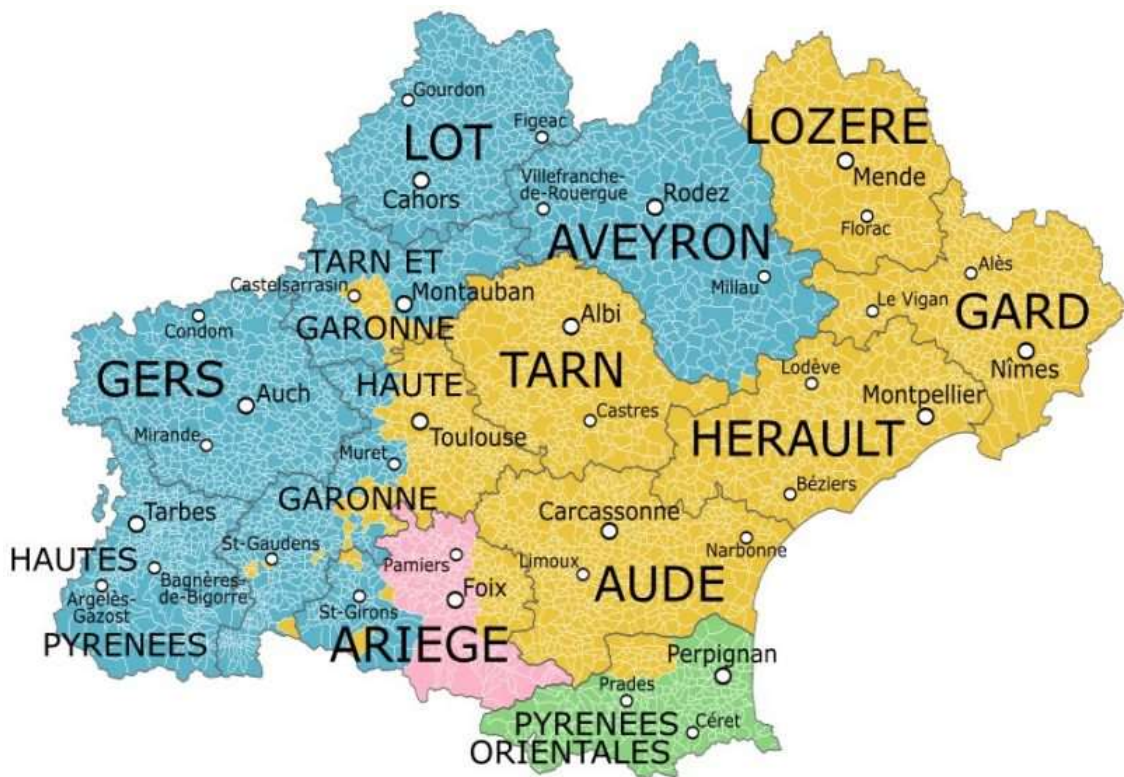 Gourdon
LOT
Figeac
Cahors
Villefranche-
de-Rouergue
Rodez
AVEYRON
Millau
LOZERE
Mende
Florac
TARN ET
Castelsarrasin
Montauban
GARONNE
Condom
GERS
Auch
Mirande
HAUTE
Toulouse
Muret
GARONNE
St-Gaudens
Albi
TARN
Castres
Alès
Le Vigan
GARD
Nîmes
Lodève
Montpellier
HERAULT
Béziers
Tarbes
HAUTES
Bagnères-
de-Bigorre
Argelès-
Gazost
PYRENEES
Pamiers
Foix
St-Girons
ARIEGE
Carcassonne
Limoux
Narbonne
AUDE
Perpignan
Prades
PYRENEES
Céret
ORIENTALES